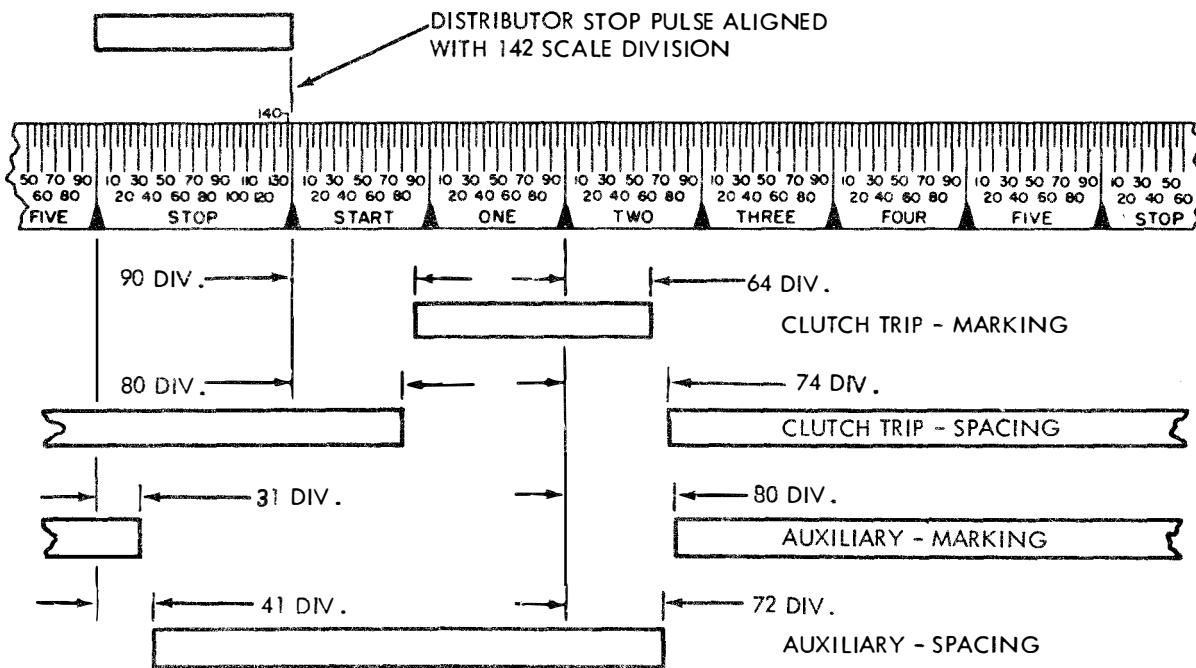 DISTRIBUTOR STOP PULSE ALIGNED
WITH 142 SCALE DIVISION
140
50 70 90 10 30 50 70 90 110 130 10 30 50 70 90 10 30 50 70 90 10 30 50 70 90 10 30 50 70 90 10 30 50 70 90 10 30 50 70 90 10 30 50
60 80 20 40 60 80 100 120 20 40 60 80 20 40 60 80 20 40 60 80 20 40 60 80 20 40 60 80 20 40 60 80 20 40 60
FIVE STOP START ONE TWO THREE FOUR FIVE STOP
90 DIV. 64 DIV.
CLUTCH TRIP - MARKING
80 DIV. 74 DIV.
CLUTCH TRIP - SPACING
31 DIV. 80 DIV.
AUXILIARY - MARKING
41 DIV. 72 DIV.
AUXILIARY - SPACING